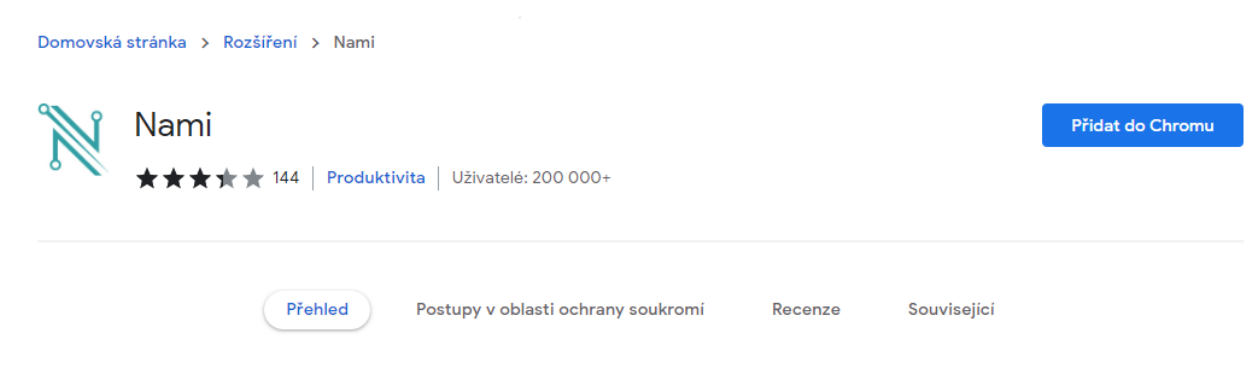 Domovská stránka > Rozšíření > Nami
Nami
Přidat do Chromu
144 | Produktivita | Uživatelé: 200 000+
Přehled
Postupy v oblasti ochrany soukromí
Recenze
Související